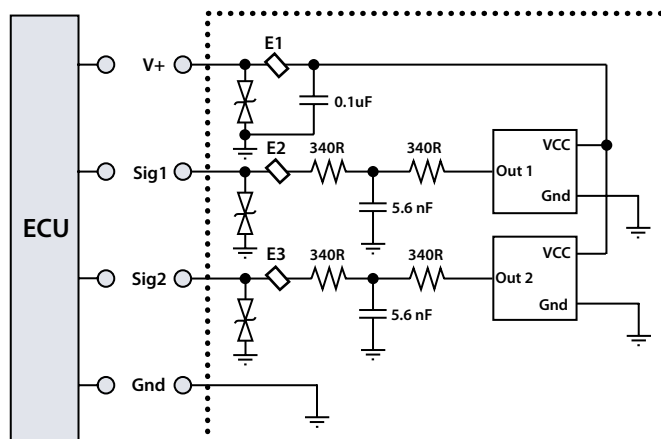 E1
V+
0.1uF
E2
340R
340R
VCC
Sig1
Out 1
Gnd
5.6 nF
ECU
E3
340R
340R
VCC
Sig2
Out 2
Gnd
5.6 nF
Gnd